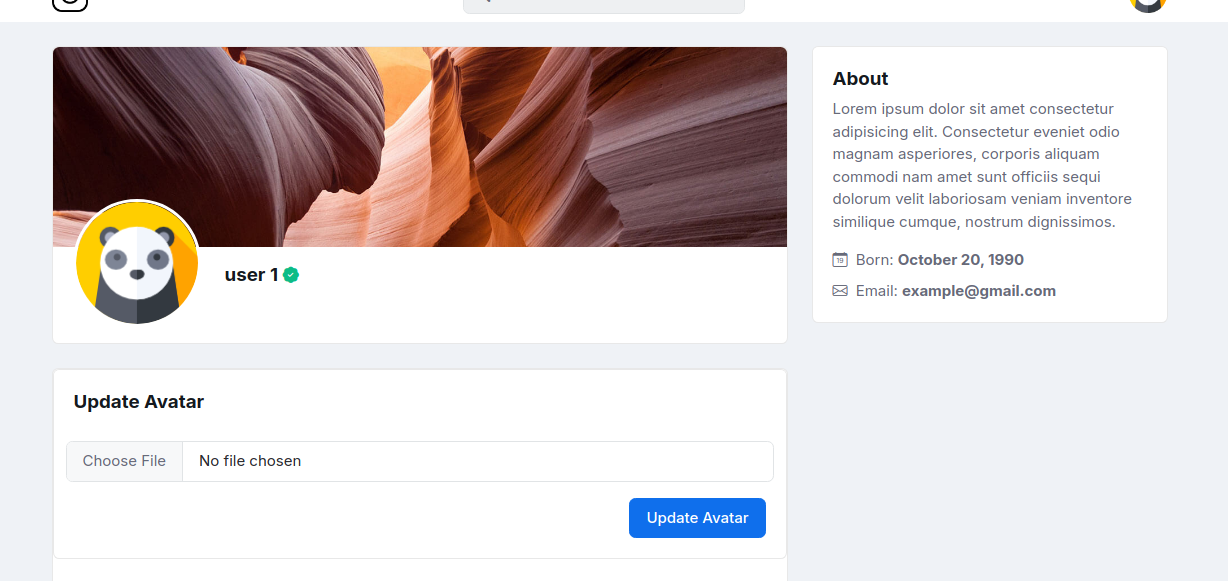 user 1
Update Avatar
Choose File
No file chosen
Update Avatar
About
Lorem ipsum dolor sit amet consectetur
adipisicing elit. Consectetur eveniet odio
magnam asperiores, corporis aliquam
commodi nam amet sunt officiis sequi
dolorum velit laboriosam veniam inventore
similique cumque, nostrum dignissimos.
19
Born: October 20, 1990
Email: example@gmail.com